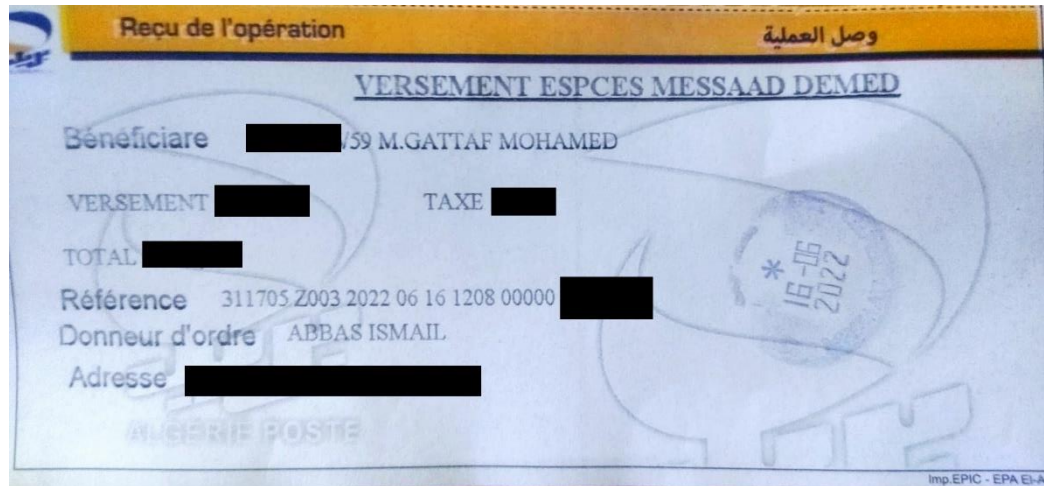 Reçu de l'opération وصل العملية
VERSEMENT ESPCES MESSAAD DEMED
Bénéficiare /59 M.GATTAF MOHAMED
VERSEMENT TAXE
TOTAL
16-06
2022
Référence 311705 Z003 2022 06 16 1208 00000
Donneur d'ordre ABBAS ISMAIL
Adresse
ALGERIE POSTE
Imp.EPIC - EPA